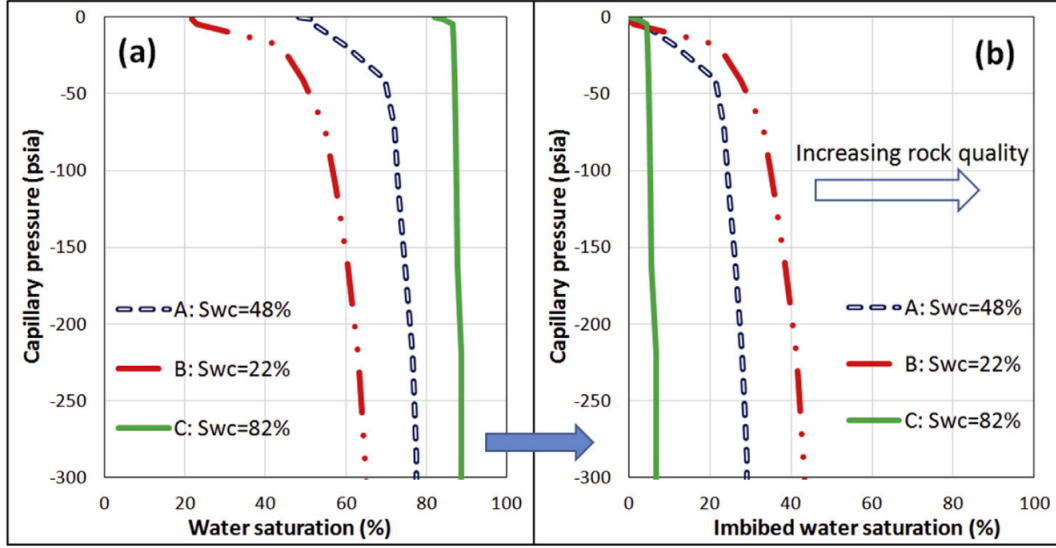 (a)
Capillary pressure (psia)
0
-50
-100
-150
-200
-250
-300
A: Swc=48%
B: Swc=22%
C: Swc=82%
0 20 40 60 80 100
Water saturation (%)
(b)
Capillary pressure (psia)
0
-50
-100
-150
-200
-250
-300
Increasing rock quality
A: Swc=48%
B: Swc=22%
C: Swc=82%
0 20 40 60 80 100
Imbibed water saturation (%)